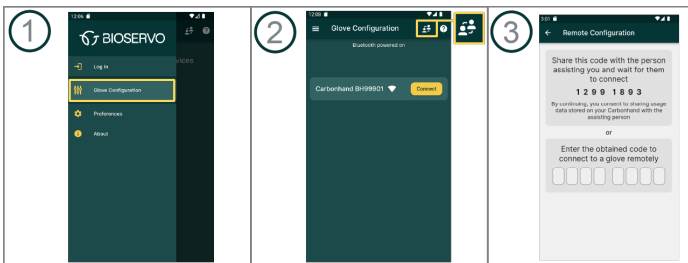 1
12:06
BIOSERVO
vices
Log In
Glove Configuration
Preferences
About
2
12:08
Glove Configuration
Bluetooth powered on
Carbonhand BH99901
Connect
3
3:01
Remote Configuration
Share this code with the person
assisting you and wait for them
to connect
1 2 9 9 1 8 9 3
By continuing, you consent to sharing usage
data stored on your Carbonhand with the
assisting person
or
Enter the obtained code to
connect to a glove remotely